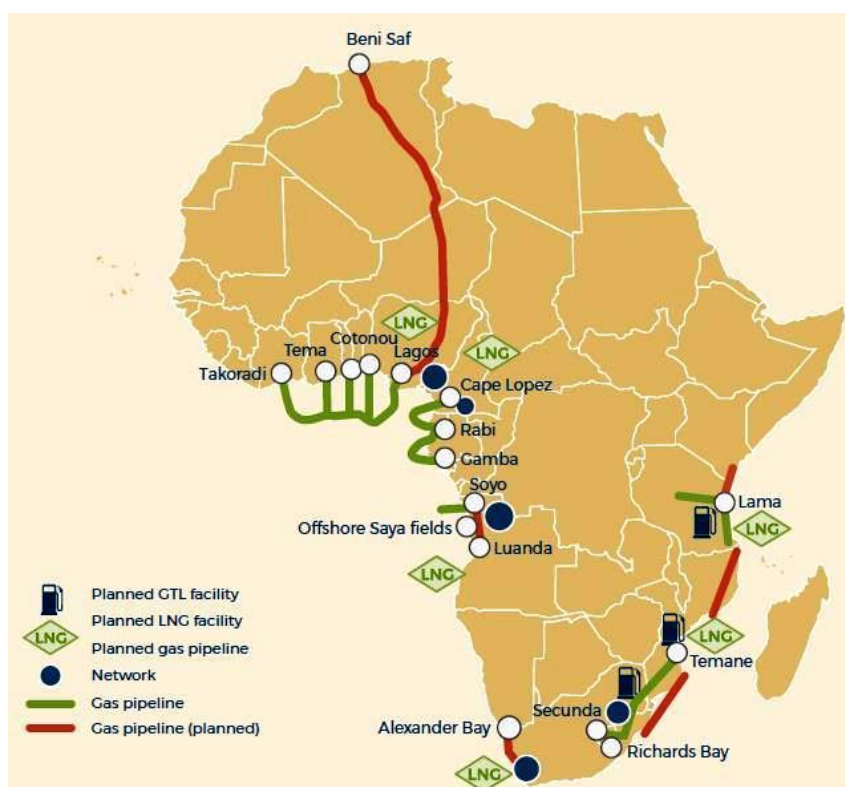 Beni Saf
LNG
Cotonou
Tema
Lagos
LNG
Takoradi
Cape Lopez
Rabi
Gamba
Soyo
Lama
Offshore Saya fields
LNG
Luanda
LNG
LNG
Temane
Secunda
Alexander Bay
Richards Bay
LNG
Planned GTL facility
Planned LNG facility
LNG
Planned gas pipeline
Network
Gas pipeline
Gas pipeline (planned)